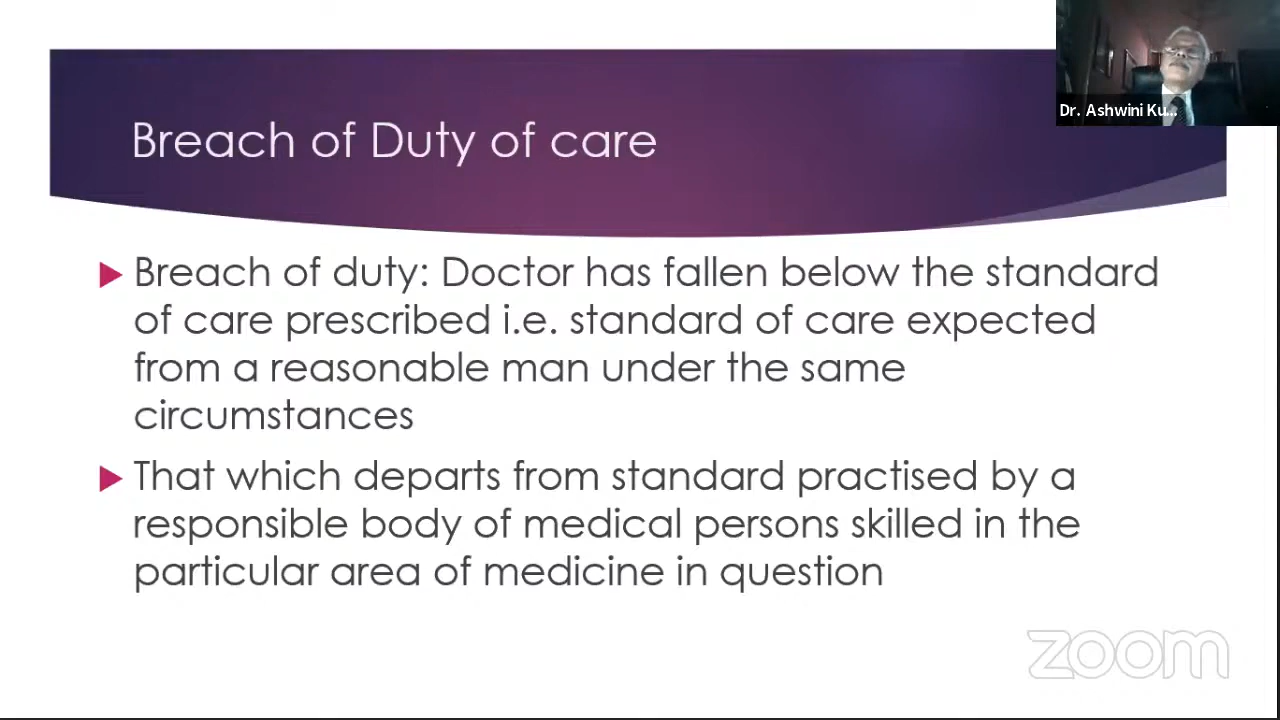 Dr. Ashwini Ku...
Breach of Duty of care
Breach of duty: Doctor has fallen below the standard
of care prescribed i.e. standard of care expected
from a reasonable man under the same
circumstances
That which departs from standard practised by a
responsible body of medical persons skilled in the
particular area of medicine in question
zoom